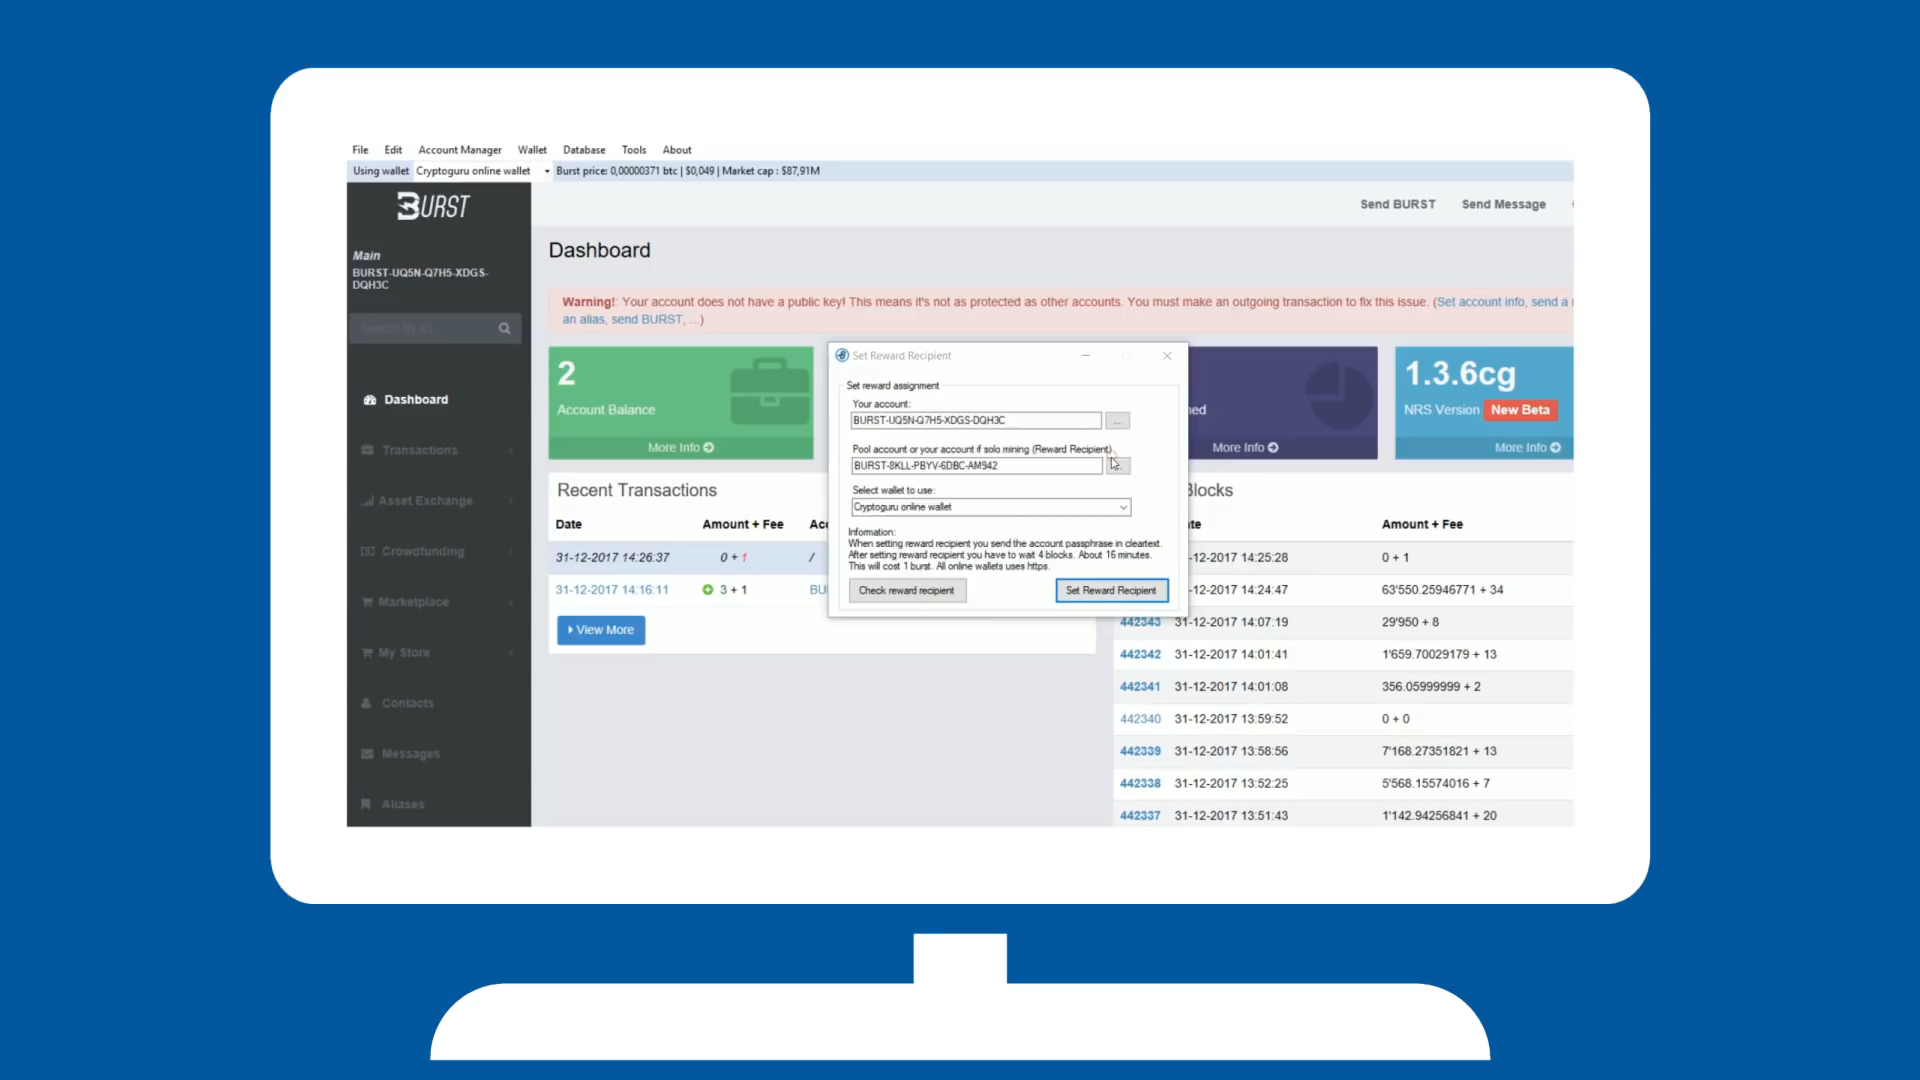 File Edit Account Manager Wallet Database Tools About
Using wallet Cryptoguru online wallet Burst price: 0,00000371 btc | $0,049 | Market cap : $87,91M
BURST
Send BURST Send Message
Main
BURST-UQ5N-Q7H5-XDGS-
DQH3C
Dashboard
Warning!: Your account does not have a public key! This means it's not as protected as other accounts. You must make an outgoing transaction to fix this issue. (Set account info, send a
an alias, send BURST, ...)
2
Account Balance
More Info
More Info
1.3.6cg
NRS Version New Beta
More Info
Dashboard
Transactions
Asset Exchange
Crowdfunding
Marketplace
My Store
Contacts
Messages
Aliases
Set Reward Recipient
Set reward assignment
Your account:
BURST-UQ5N-Q7H5-XDGS-DQH3C
...
Pool account or your account if solo mining (Reward Recipient)
BURST-8KLL-PBYV-6DBC-AM942
Select wallet to use:
Cryptoguru online wallet
Information:
When setting reward recipient you send the account passphrase in cleartext.
After setting reward recipient you have to wait 4 blocks. About 16 minutes.
This will cost 1 burst. All online wallets uses https.
Check reward recipient Set Reward Recipient
Recent Transactions
Date Amount + Fee
31-12-2017 14:26:37 0 + 1 /
31-12-2017 14:16:11 3 + 1
View More
Blocks
Amount + Fee
-12-2017 14:25:28 0 + 1
-12-2017 14:24:47 63'550.25946771 + 34
442343 31-12-2017 14:07:19 29'950 + 8
442342 31-12-2017 14:01:41 1'659.70029179 + 13
442341 31-12-2017 14:01:08 356.05999999 + 2
442340 31-12-2017 13:59:52 0 + 0
442339 31-12-2017 13:58:56 7'168.27351821 + 13
442338 31-12-2017 13:52:25 5'568.15574016 + 7
442337 31-12-2017 13:51:43 1'142.94256841 + 20